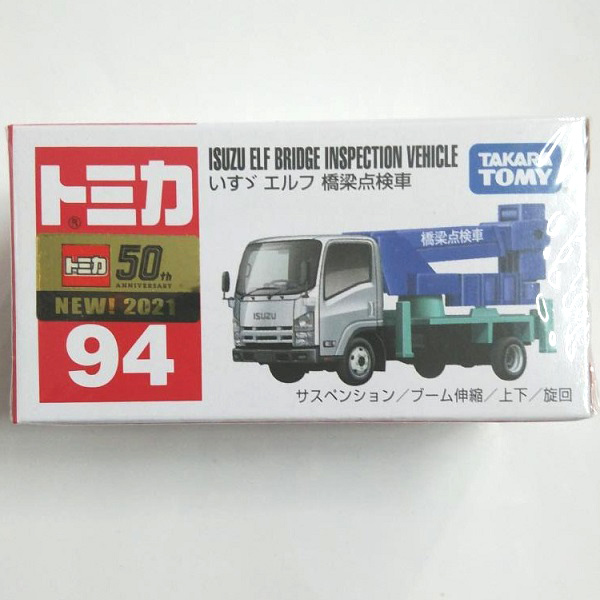 トミカ
トミカ 50th
ANNIVERSARY
NEW! 2021
94
ISUZU ELF BRIDGE INSPECTION VEHICLE
いすゞ エルフ 橋梁点検車
TAKARA
TOMY
橋梁点検車
ISUZU
サスペンション/ブーム伸縮/上下/旋回